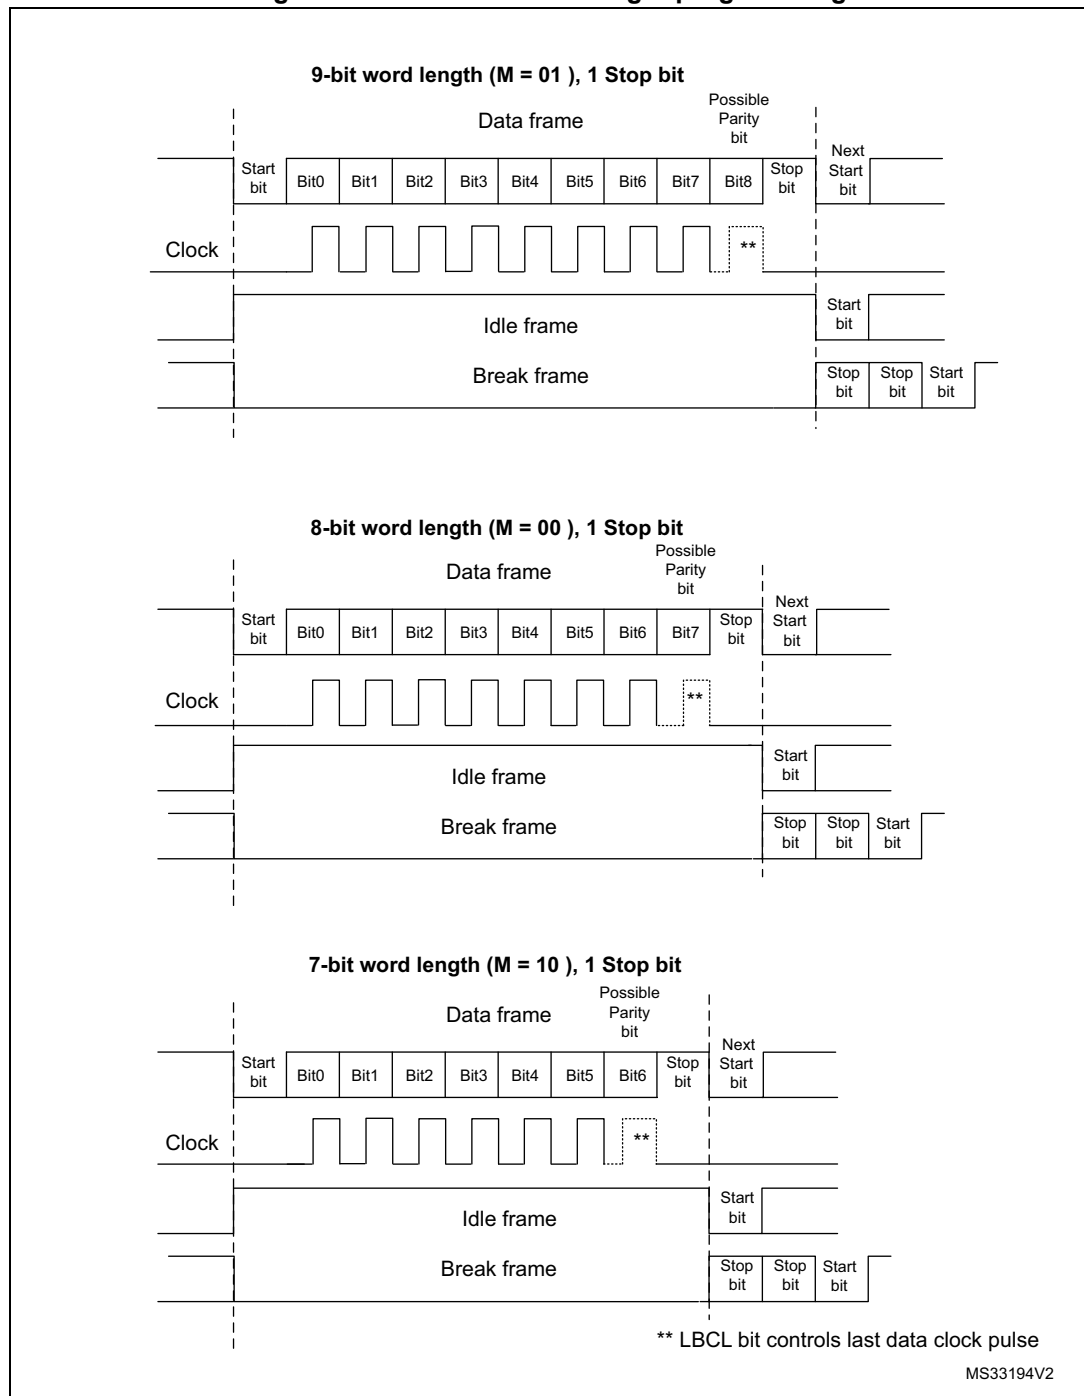 9-bit word length (M = 01 ), 1 Stop bit
Data frame
Possible
Parity
bit
Start
bit
Bit0
Bit1
Bit2
Bit3
Bit4
Bit5
Bit6
Bit7
Bit8
Stop
bit
Next
Start
bit
Clock
**
Idle frame
Start
bit
Break frame
Stop
bit
Stop
bit
Start
bit
8-bit word length (M = 00 ), 1 Stop bit
Data frame
Possible
Parity
bit
Start
bit
Bit0
Bit1
Bit2
Bit3
Bit4
Bit5
Bit6
Bit7
Stop
bit
Next
Start
bit
Clock
**
Idle frame
Start
bit
Break frame
Stop
bit
Stop
bit
Start
bit
7-bit word length (M = 10 ), 1 Stop bit
Data frame
Possible
Parity
bit
Start
bit
Bit0
Bit1
Bit2
Bit3
Bit4
Bit5
Bit6
Stop
bit
Next
Start
bit
Clock
**
Idle frame
Start
bit
Break frame
Stop
bit
Stop
bit
Start
bit
** LBCL bit controls last data clock pulse
MS33194V2